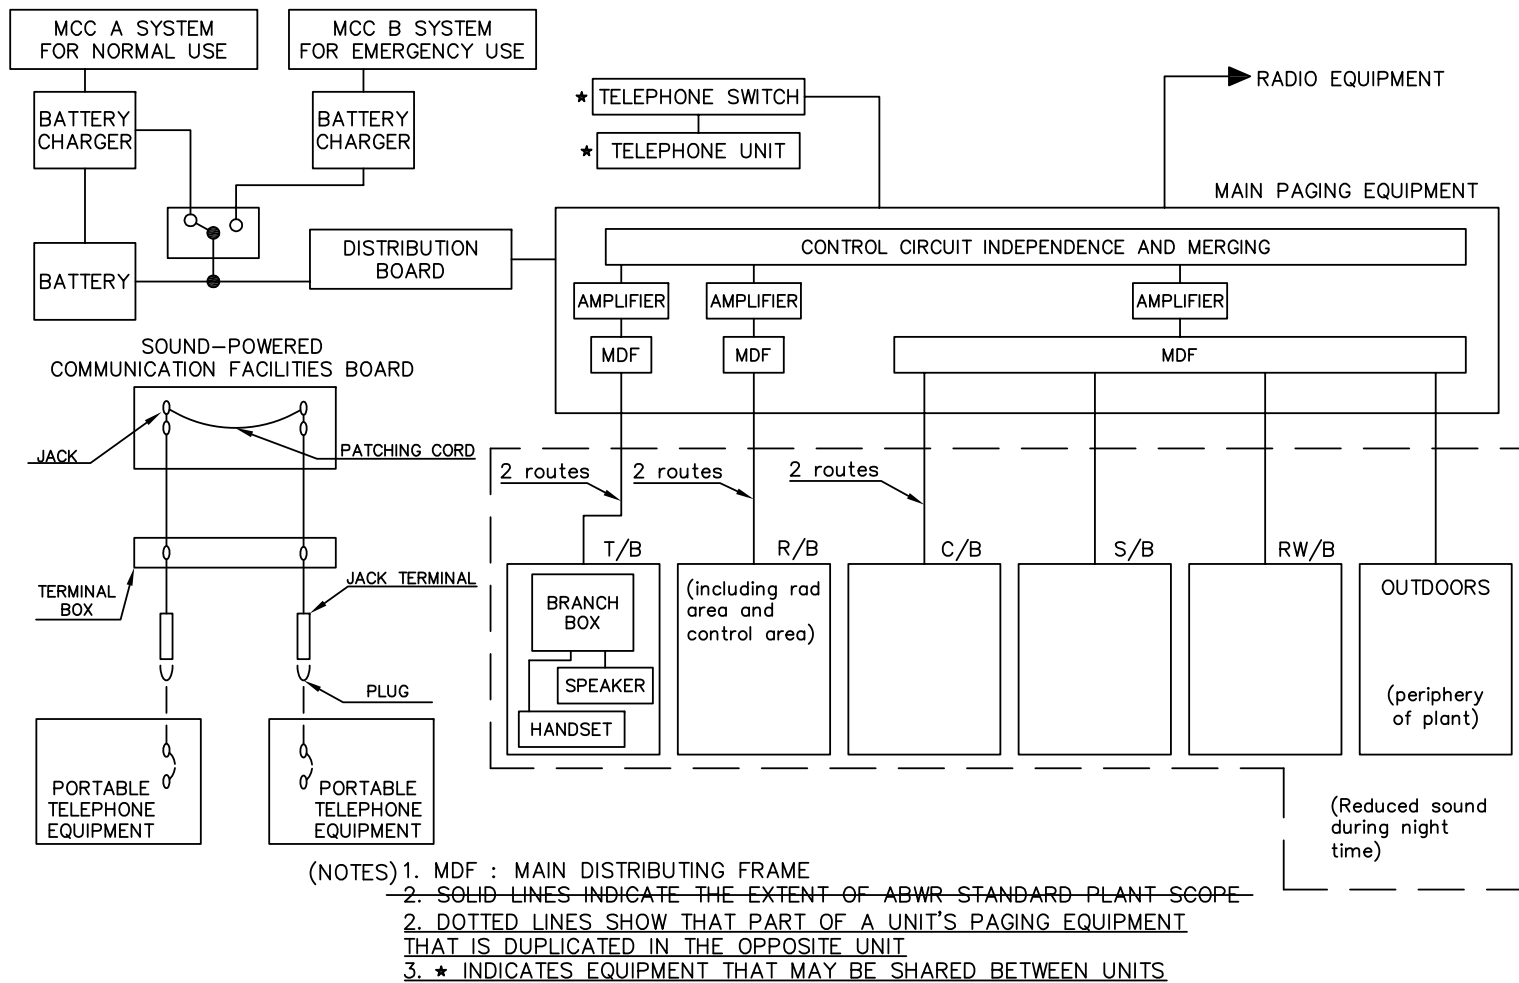 MCC A SYSTEM
FOR NORMAL USE
MCC B SYSTEM
FOR EMERGENCY USE
BATTERY
CHARGER
BATTERY
CHARGER
★ TELEPHONE SWITCH
★ TELEPHONE UNIT
RADIO EQUIPMENT
MAIN PAGING EQUIPMENT
BATTERY
DISTRIBUTION
BOARD
CONTROL CIRCUIT INDEPENDENCE AND MERGING
AMPLIFIER
AMPLIFIER
AMPLIFIER
MDF
MDF
MDF
SOUND-POWERED
COMMUNICATION FACILITIES BOARD
JACK
PATCHING CORD
TERMINAL
BOX
JACK TERMINAL
PLUG
PORTABLE
TELEPHONE
EQUIPMENT
PORTABLE
TELEPHONE
EQUIPMENT
2 routes
2 routes
2 routes
T/B
R/B
C/B
S/B
RW/B
BRANCH
BOX
SPEAKER
HANDSET
(including rad
area and
control area)
OUTDOORS
(periphery
of plant)
(Reduced sound
during night
time)
(NOTES) 1. MDF : MAIN DISTRIBUTING FRAME
2. SOLID LINES INDICATE THE EXTENT OF ABWR STANDARD PLANT SCOPE
2. DOTTED LINES SHOW THAT PART OF A UNIT'S PAGING EQUIPMENT
THAT IS DUPLICATED IN THE OPPOSITE UNIT
3. ★ INDICATES EQUIPMENT THAT MAY BE SHARED BETWEEN UNITS